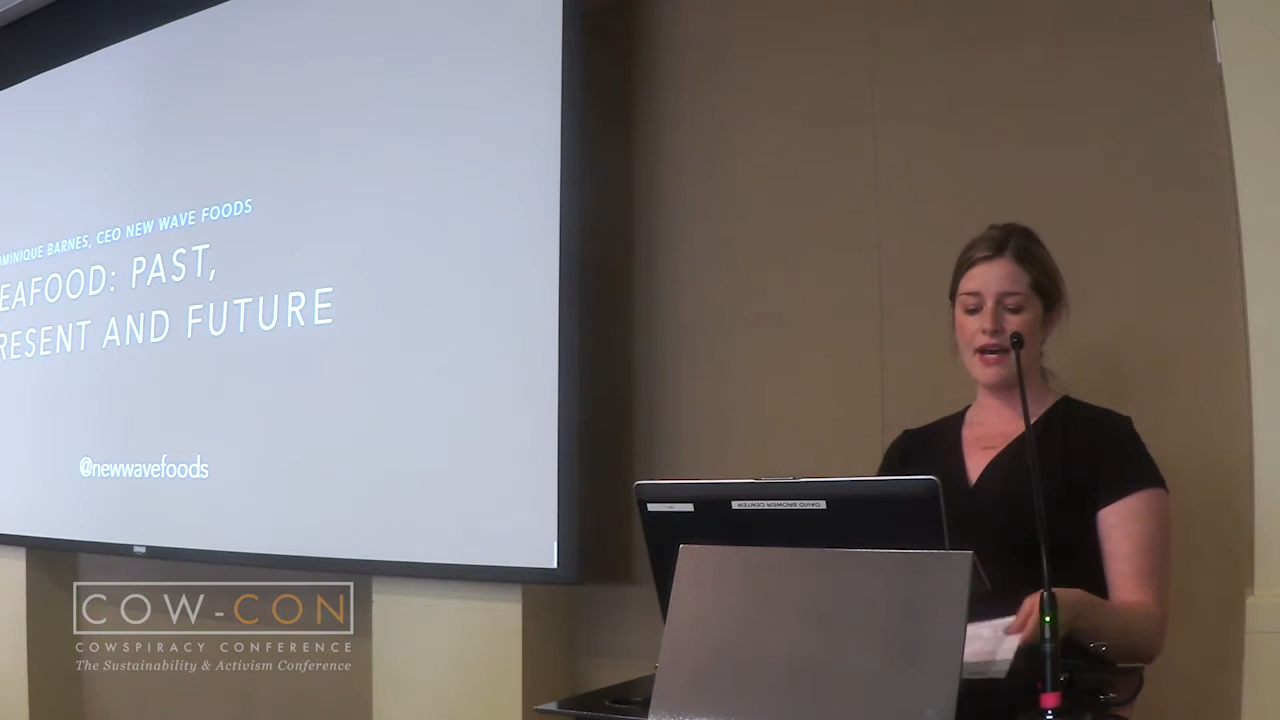 OMINIQUE BARNES, CEO NEW WAVE FOODS
EAFOOD: PAST,
RESENT AND FUTURE
@newwavefoods
DAVID BROWER CENTER
COW-CON
COWSPIRACY CONFERENCE
The Sustainability & Activism Conference